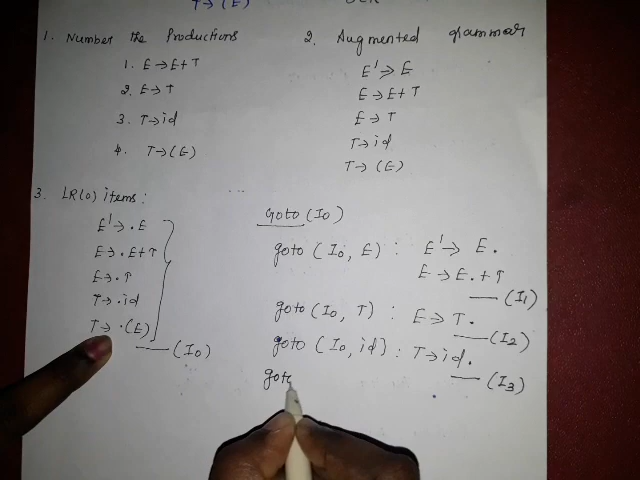 T→(E)
1. Number the Productions
1. E→E+T
2. E→T
3. T→id
4. T→(E)
2. Augmented grammar
E'→E
E→E+T
E→T
T→id
T→(E)
3. LR(0) items:
E'→.E
E→.E+T
E→.T
T→.id
T→.(E)
—(I0)
Goto(I0)
goto (I0, E) : E'→ E.
E→E.+T
—(I1)
goto (I0, T) : E→T.
—(I2)
goto (I0, id) : T→id.
—(I3)
goto